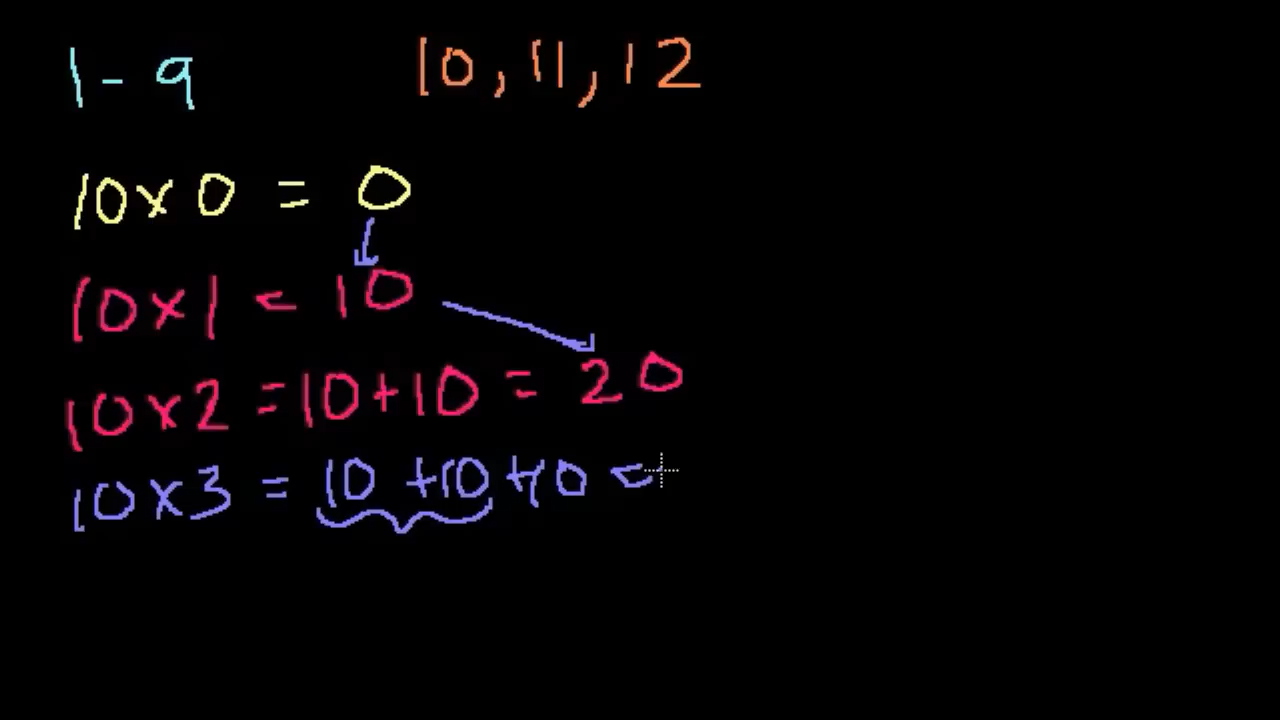 1 - 9 10, 11, 12
10 x 0 = 0
10 x 1 = 10
10 x 2 = 10 + 10 = 20
10 x 3 = 10 + 10 + 10 =